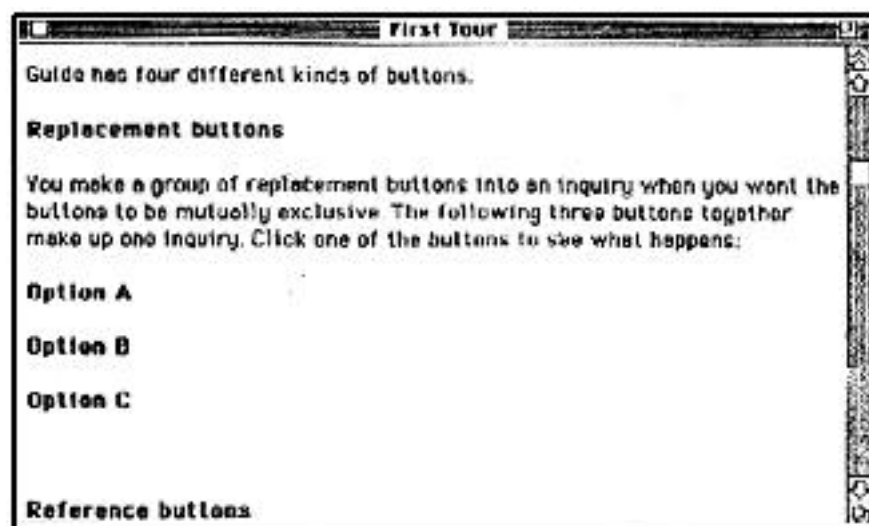 First Tour
Guide has four different kinds of buttons.
Replacement buttons
You make a group of replacement buttons into an inquiry when you want the
buttons to be mutually exclusive. The following three buttons together
make up one inquiry. Click one of the buttons to see what happens:
Option A
Option B
Option C
Reference buttons